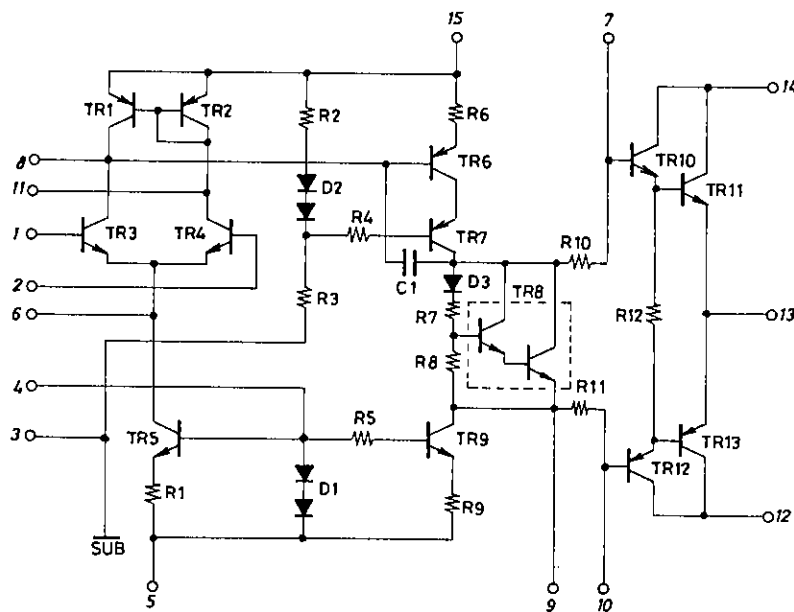 15
7
14
TR1
TR2
R2
R6
TR10
TR11
8
TR6
11
D2
1
TR3
TR4
R4
TR7
R10
2
C1
D3
TR8
R3
R7
R12
13
6
R8
4
R11
3
TR5
R5
TR9
TR12
TR13
D1
R1
R9
12
SUB
5
9
10